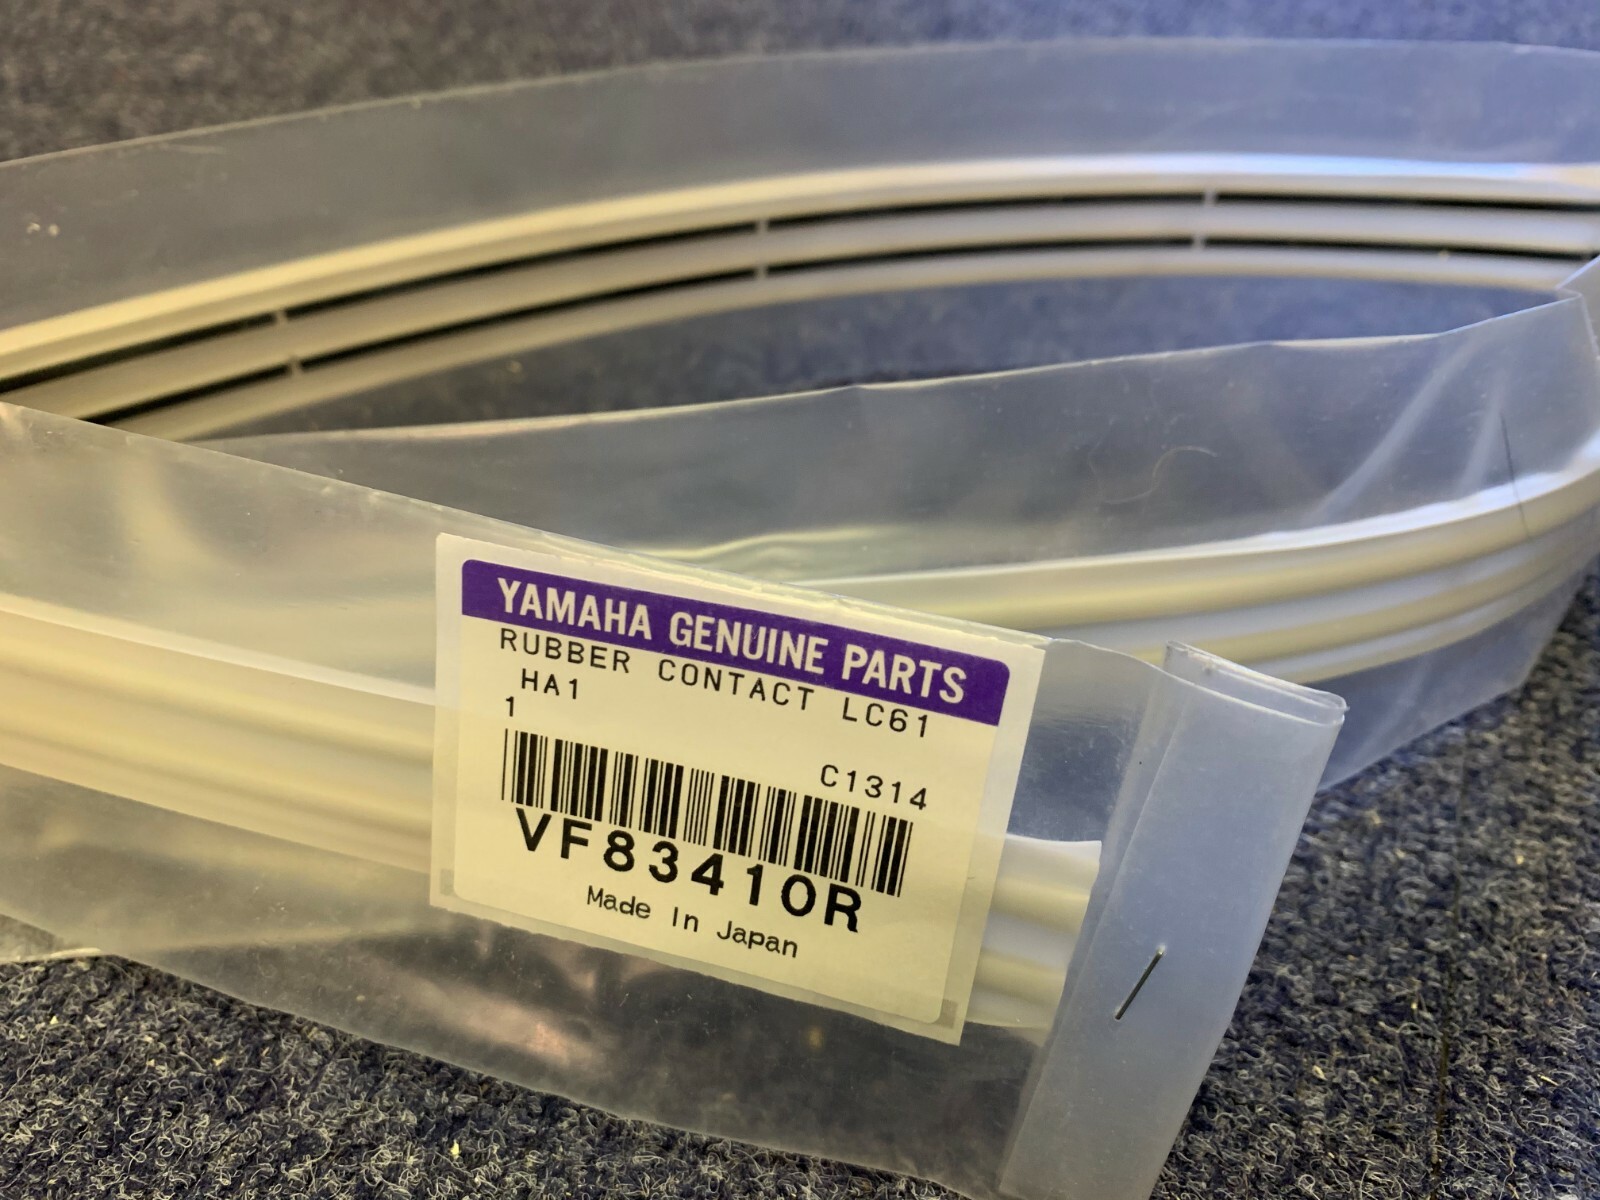 YAMAHA GENUINE PARTS
RUBBER CONTACT LC61
HA1
1
C1314
VF83410R
Made In Japan